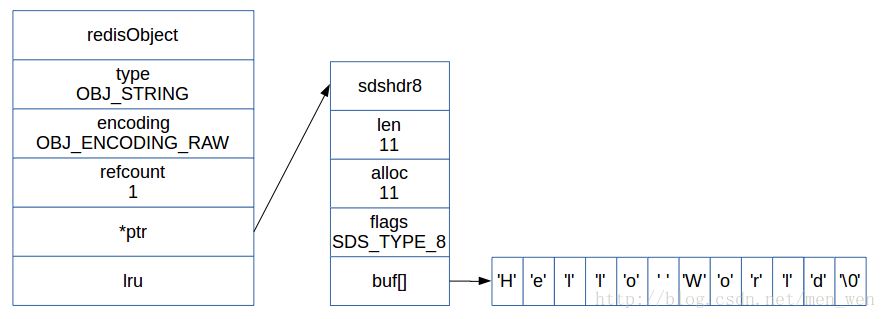 redisObject
type
OBJ_STRING
encoding
OBJ_ENCODING_RAW
refcount
1
*ptr
lru
sdshdr8
len
11
alloc
11
flags
SDS_TYPE_8
buf[]
'H' 'e' 'l' 'l' 'o' ' ' 'W' 'o' 'r' 'l' 'd' '\0'
http://blog.csdn.net/men_wen